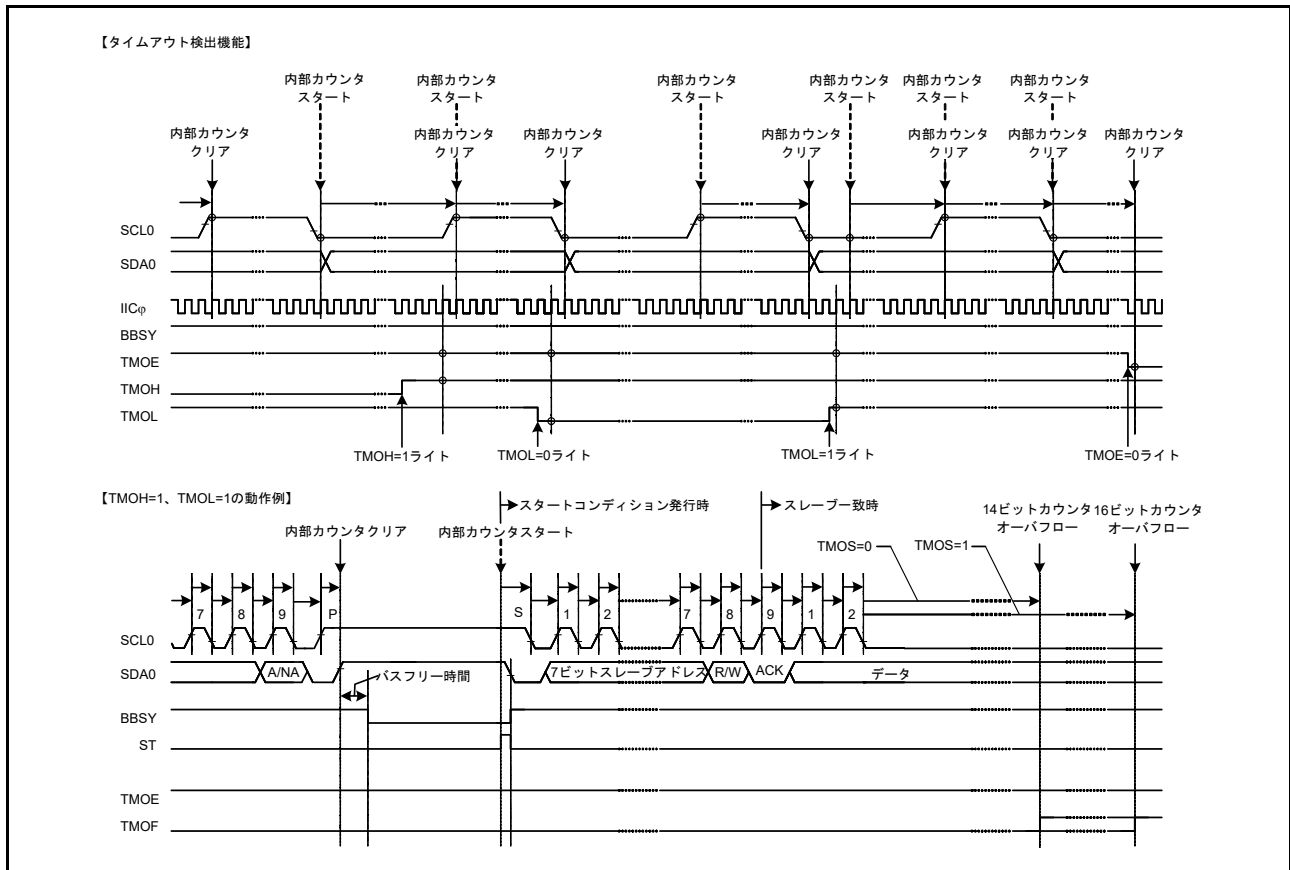 【タイムアウト検出機能】
内部カウンタ
スタート
内部カウンタ
スタート
内部カウンタ
スタート
内部カウンタ
スタート
内部カウンタ
スタート
内部カウンタ
スタート
内部カウンタ
クリア
内部カウンタ
クリア
内部カウンタ
クリア
内部カウンタ
クリア
内部カウンタ
クリア
内部カウンタ
クリア
内部カウンタ
クリア
SCL0
SDA0
IICφ
BBSY
TMOE
TMOH
TMOL
TMOH=1ライト
TMOL=0ライト
TMOL=1ライト
TMOE=0ライト
【TMOH=1、TMOL=1の動作例】
スタートコンディション発行時
スレーブ一致時
14ビットカウンタ
オーバフロー
16ビットカウンタ
オーバフロー
内部カウンタクリア
内部カウンタスタート
TMOS=0
TMOS=1
7 8 9 P S 1 2 7 8 9 1 2
SCL0
SDA0 A/NA バスフリー時間 7ビットスレーブアドレス R/W ACK データ
BBSY
ST
TMOE
TMOF